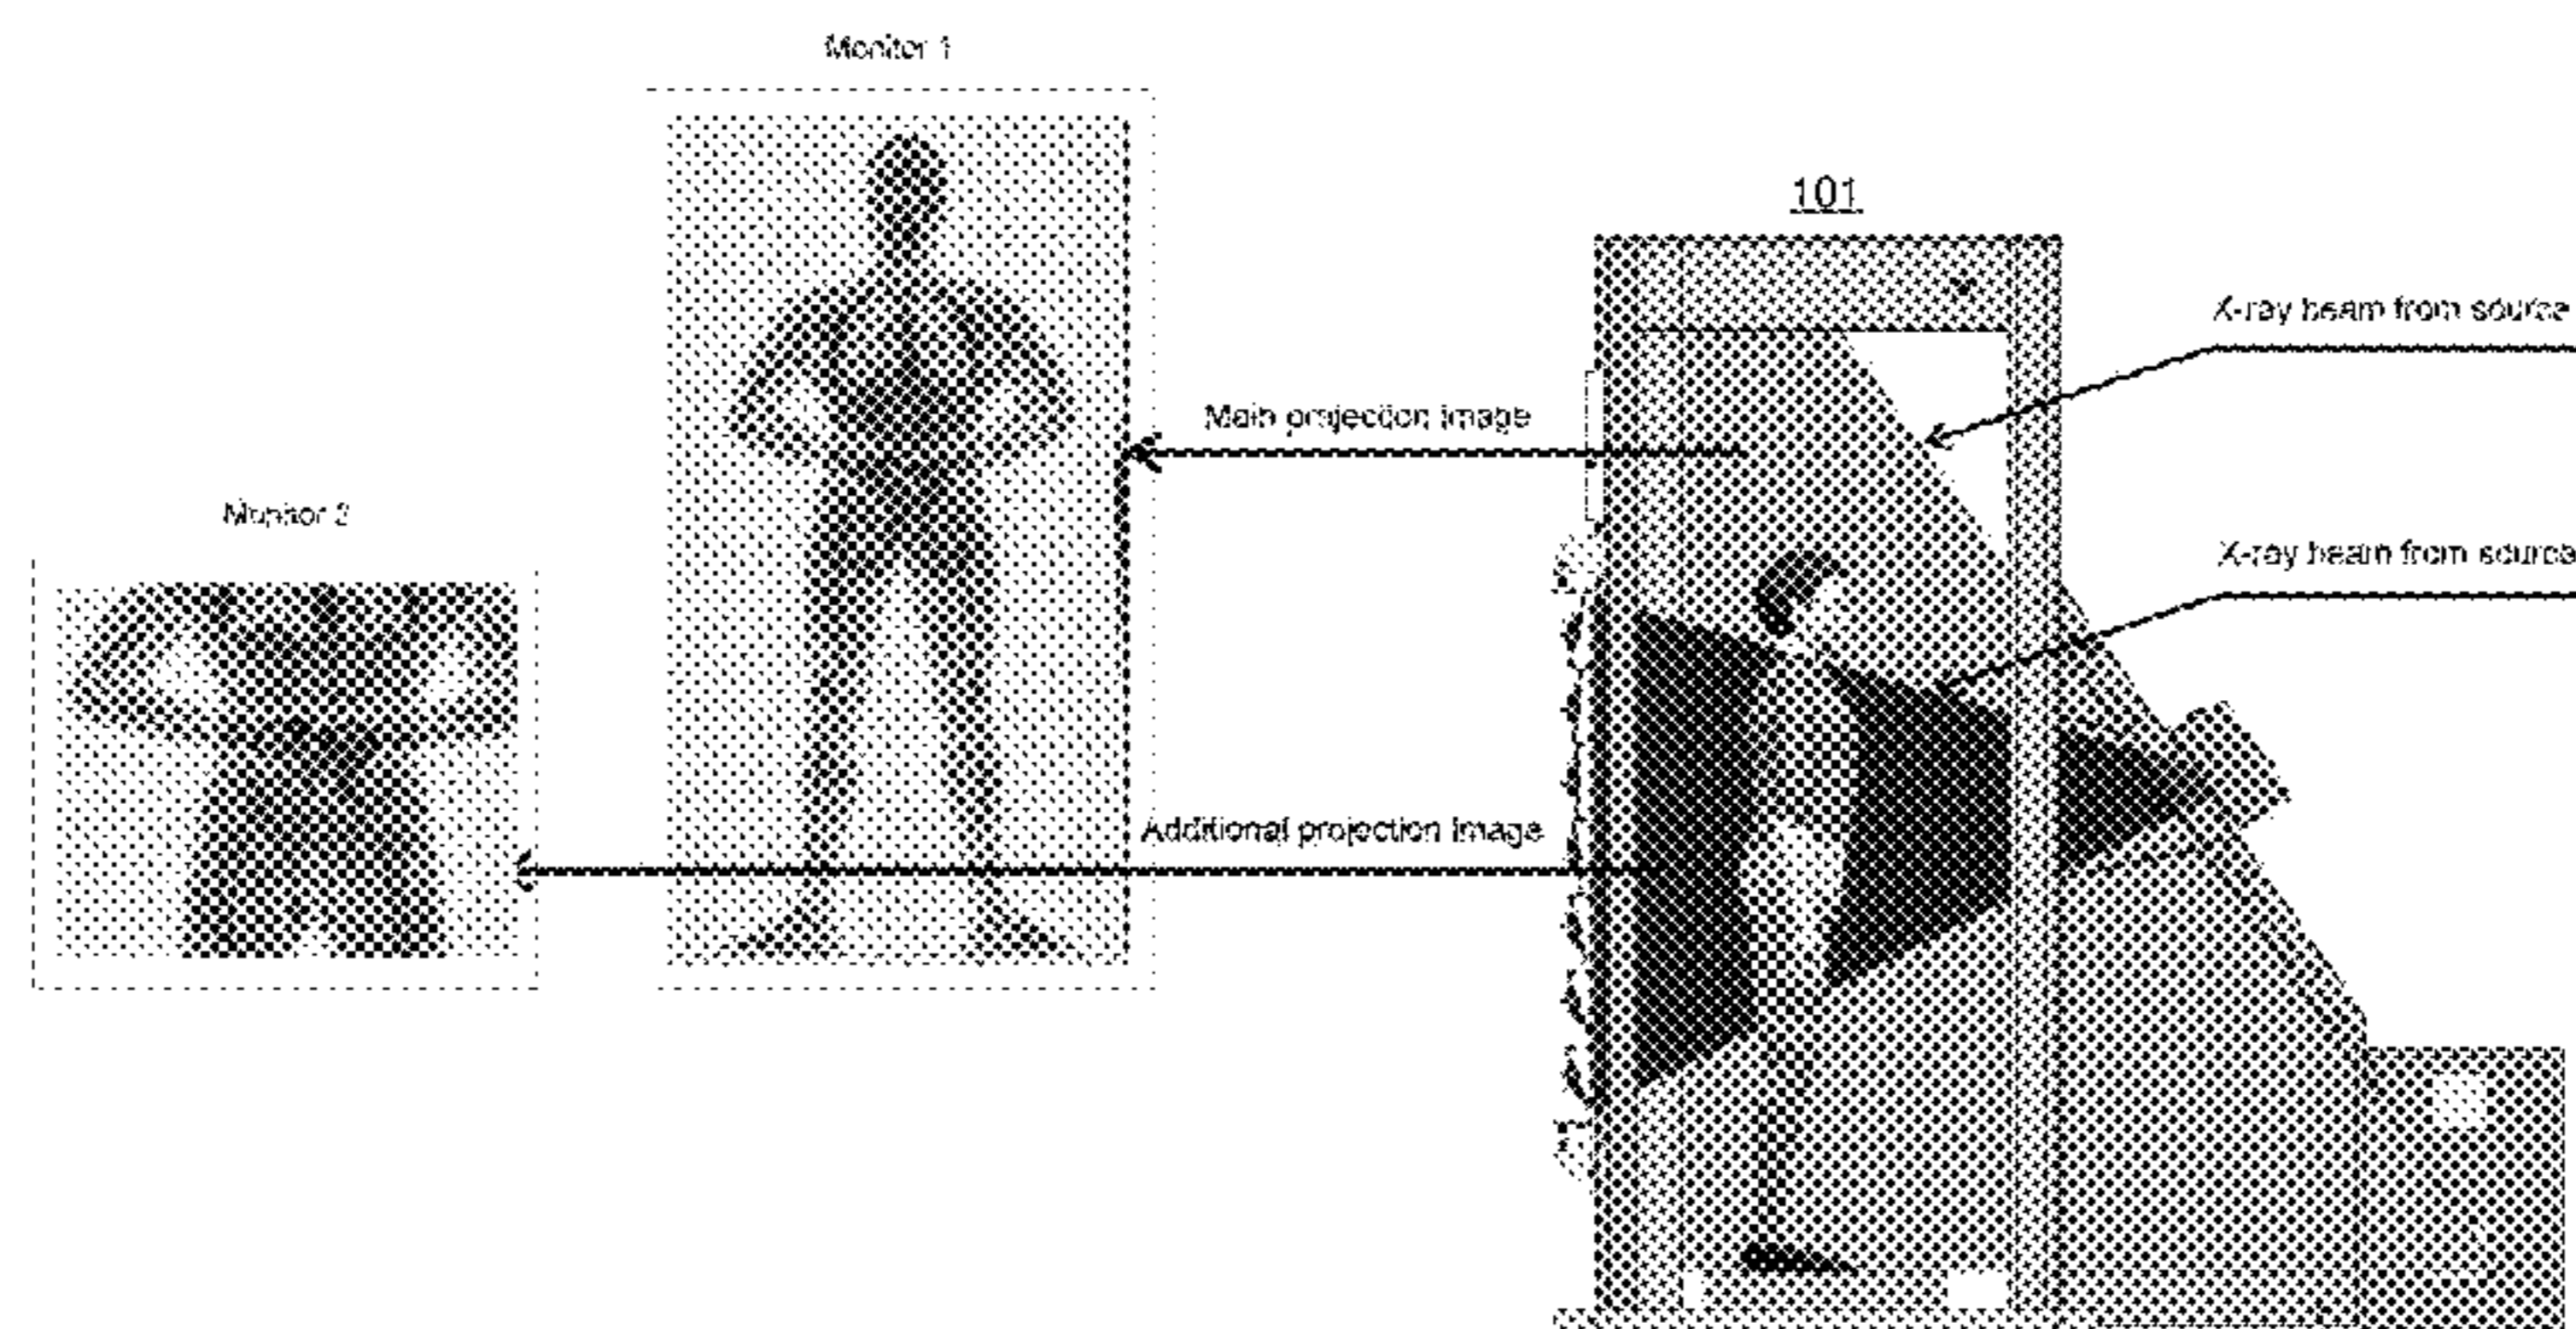 Monitor 1
101
X-ray beam from source
Main projection image
Monitor 2
X-ray beam from source
Additional projection image